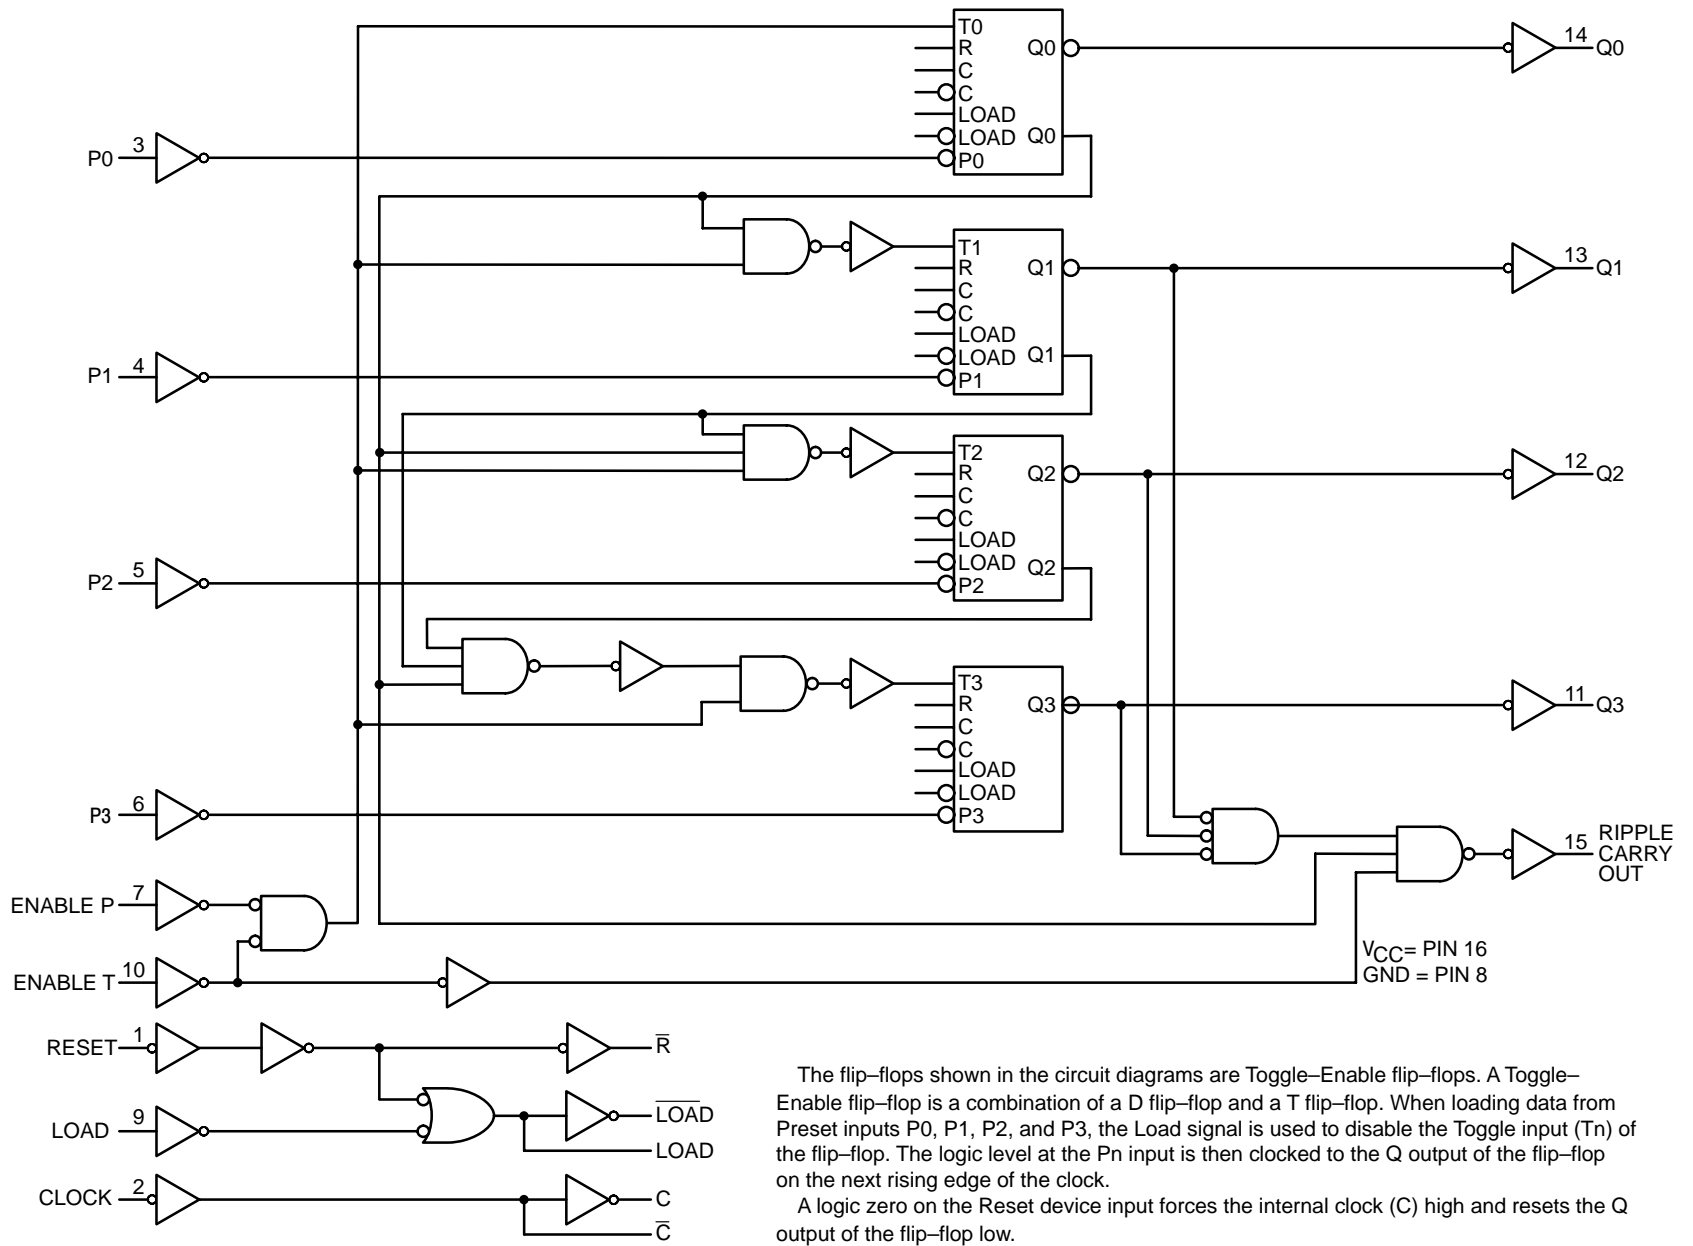 T0
R
C
C
LOAD
LOAD
P0
Q0
Q0
14
Q0
P0
3
T1
R
C
C
LOAD
LOAD
P1
Q1
Q1
13
Q1
P1
4
T2
R
C
C
LOAD
LOAD
P2
Q2
Q2
12
Q2
P2
5
T3
R
C
C
LOAD
LOAD
P3
Q3
11
Q3
P3
6
15
RIPPLE
CARRY
OUT
ENABLE P
7
ENABLE T
10
VCC= PIN 16
GND = PIN 8
RESET
1
R̅
LOAD
9
L̅O̅A̅D̅
LOAD
CLOCK
2
C
C̅
The flip–flops shown in the circuit diagrams are Toggle–Enable flip–flops. A Toggle–
Enable flip–flop is a combination of a D flip–flop and a T flip–flop. When loading data from
Preset inputs P0, P1, P2, and P3, the Load signal is used to disable the Toggle input (Tn) of
the flip–flop. The logic level at the Pn input is then clocked to the Q output of the flip–flop
on the next rising edge of the clock.
A logic zero on the Reset device input forces the internal clock (C) high and resets the Q
output of the flip–flop low.